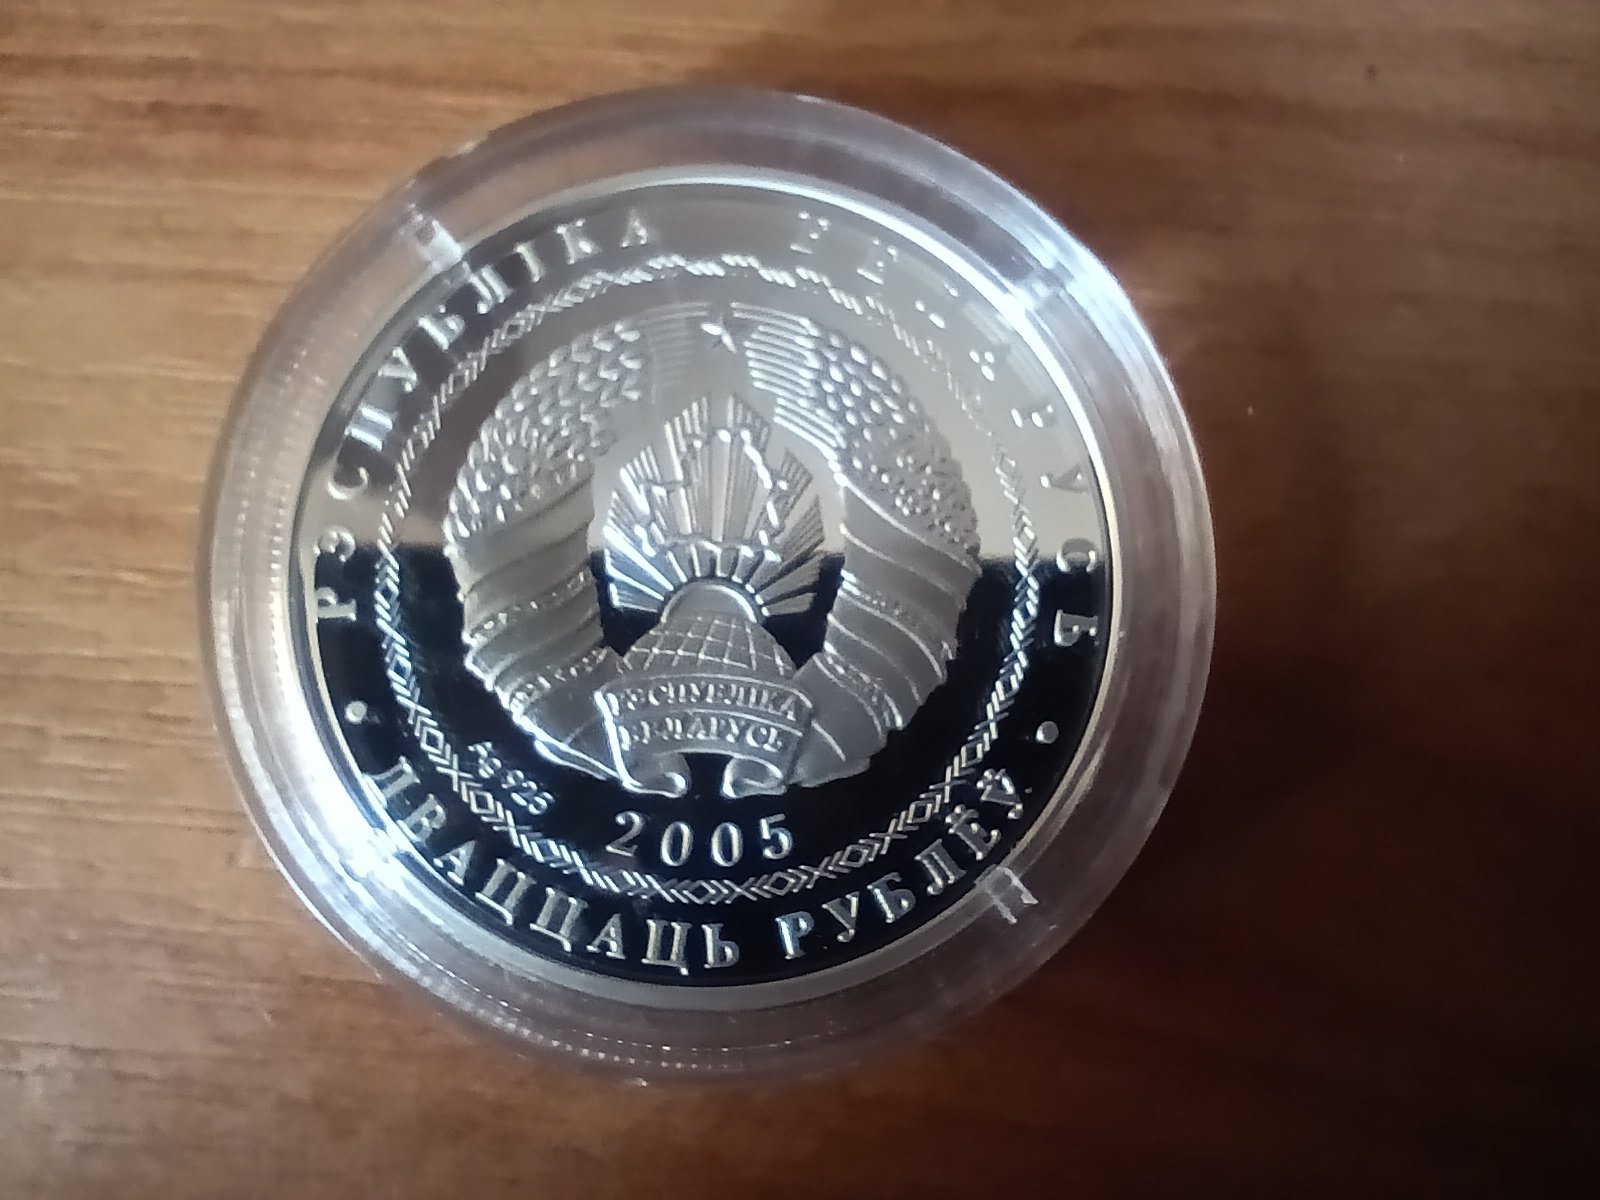 РЭСПУБЛІКА БЕЛАРУСЬ
РЭСПУБЛІКА
БЕЛАРУСЬ
Ag 925
2005
ДВАЦЦАЦЬ РУБЛЁЎ